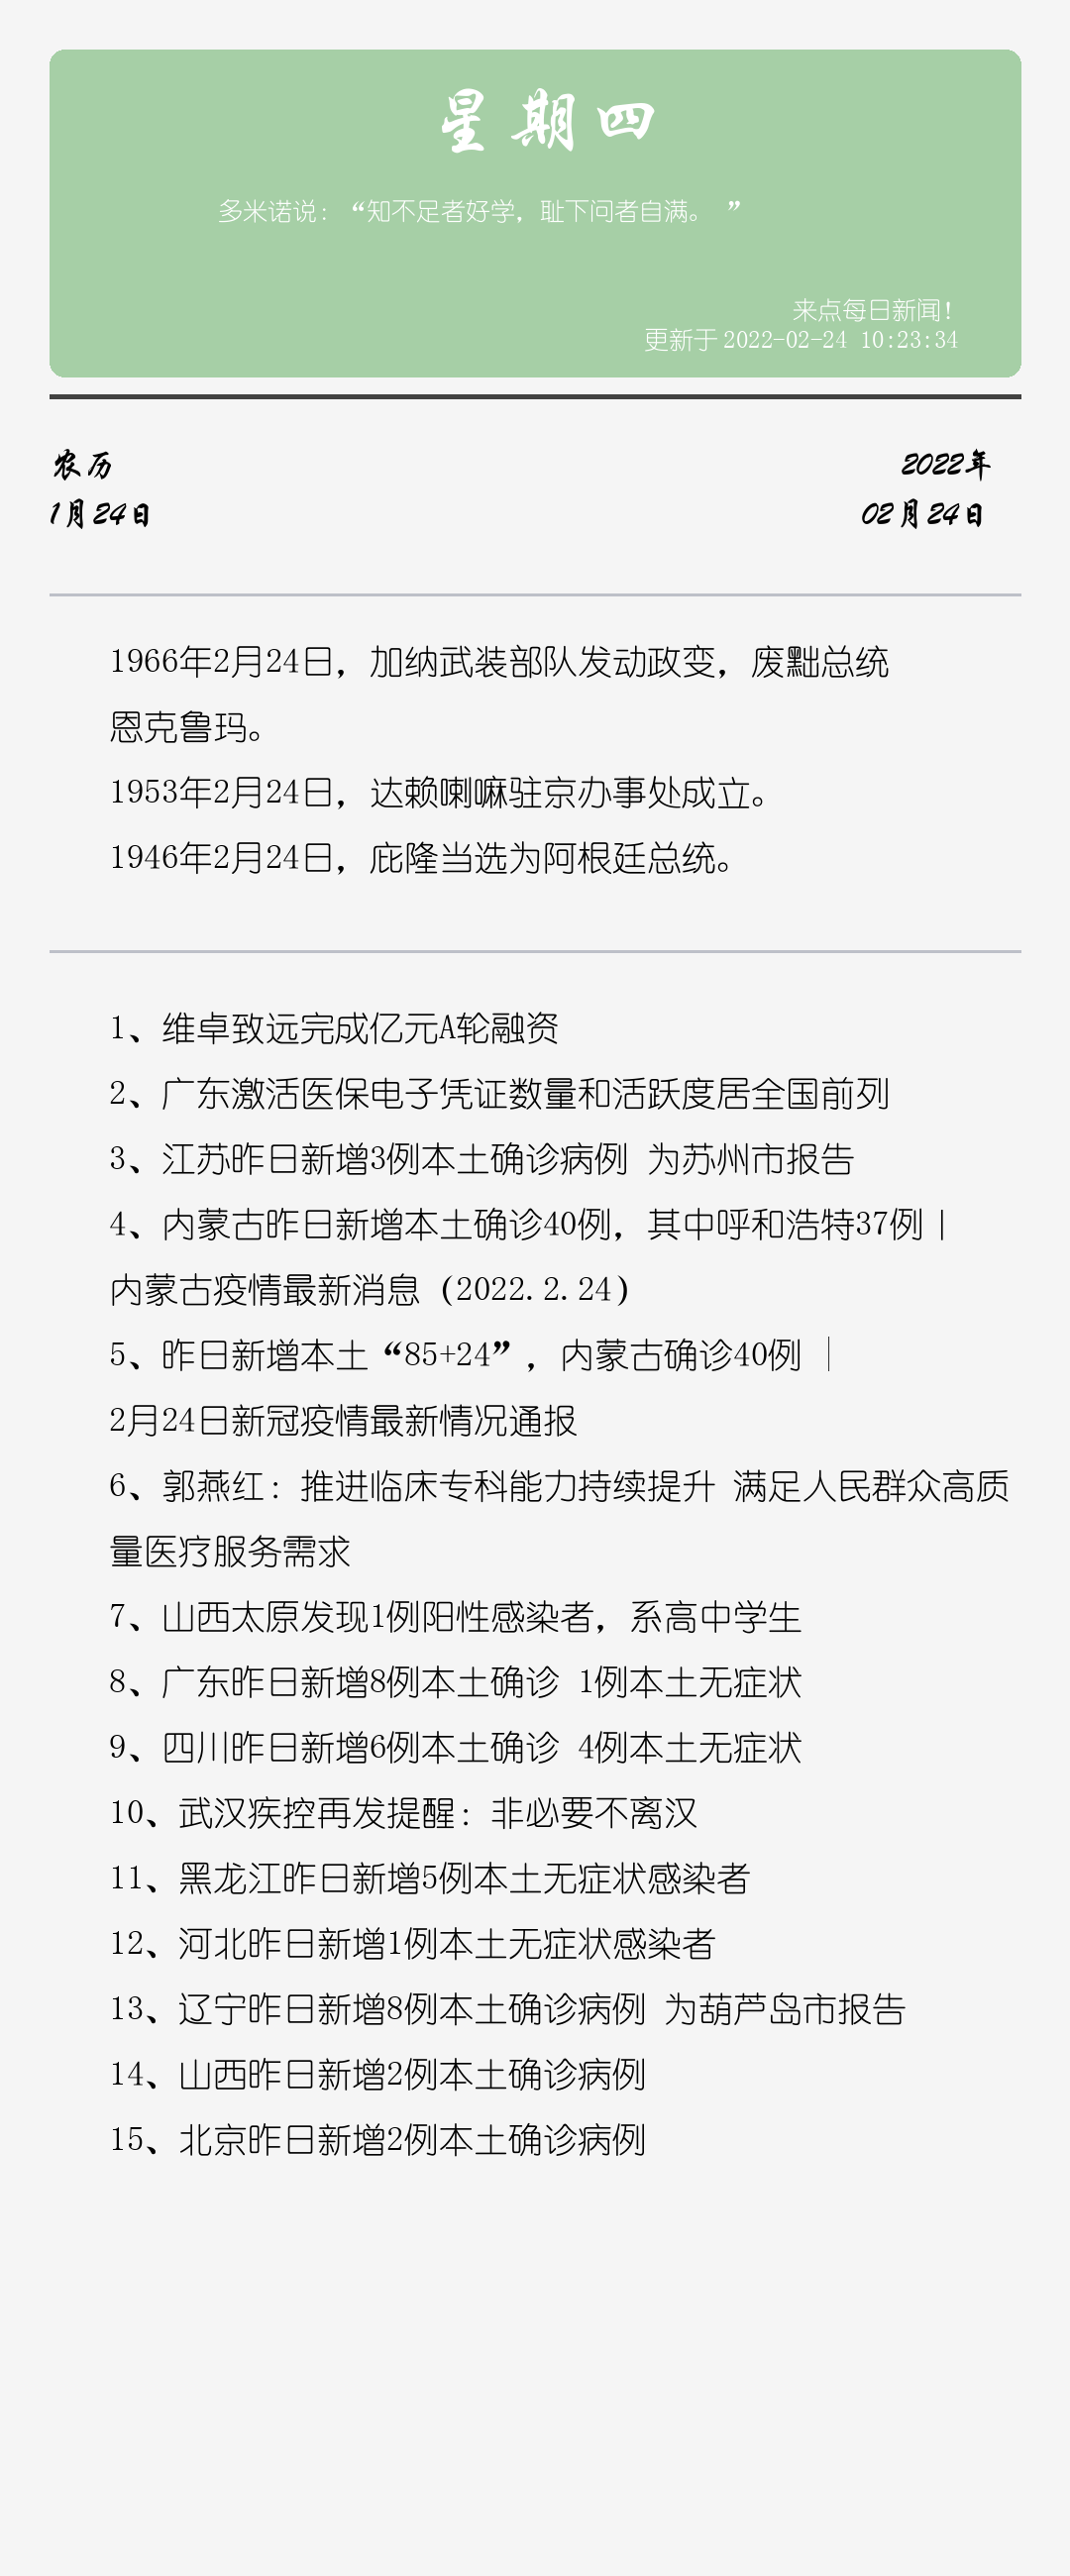 星期四
多米诺说：“知不足者好学，耻下问者自满。 ”
来点每日新闻！
更新于2022-02-24 10:23:34
农历
2022年
1月24日
02月24日
1966年2月24日，加纳武装部队发动政变，废黜总统
恩克鲁玛。
1953年2月24日，达赖喇嘛驻京办事处成立。
1946年2月24日，庇隆当选为阿根廷总统。
1、维卓致远完成亿元A轮融资
2、广东激活医保电子凭证数量和活跃度居全国前列
3、江苏昨日新增3例本土确诊病例 为苏州市报告
4、内蒙古昨日新增本土确诊40例，其中呼和浩特37例 |
内蒙古疫情最新消息（2022.2.24）
5、昨日新增本土“85+24”，内蒙古确诊40例 ｜
2月24日新冠疫情最新情况通报
6、郭燕红：推进临床专科能力持续提升 满足人民群众高质
量医疗服务需求
7、山西太原发现1例阳性感染者，系高中学生
8、广东昨日新增8例本土确诊 1例本土无症状
9、四川昨日新增6例本土确诊 4例本土无症状
10、武汉疾控再发提醒：非必要不离汉
11、黑龙江昨日新增5例本土无症状感染者
12、河北昨日新增1例本土无症状感染者
13、辽宁昨日新增8例本土确诊病例 为葫芦岛市报告
14、山西昨日新增2例本土确诊病例
15、北京昨日新增2例本土确诊病例